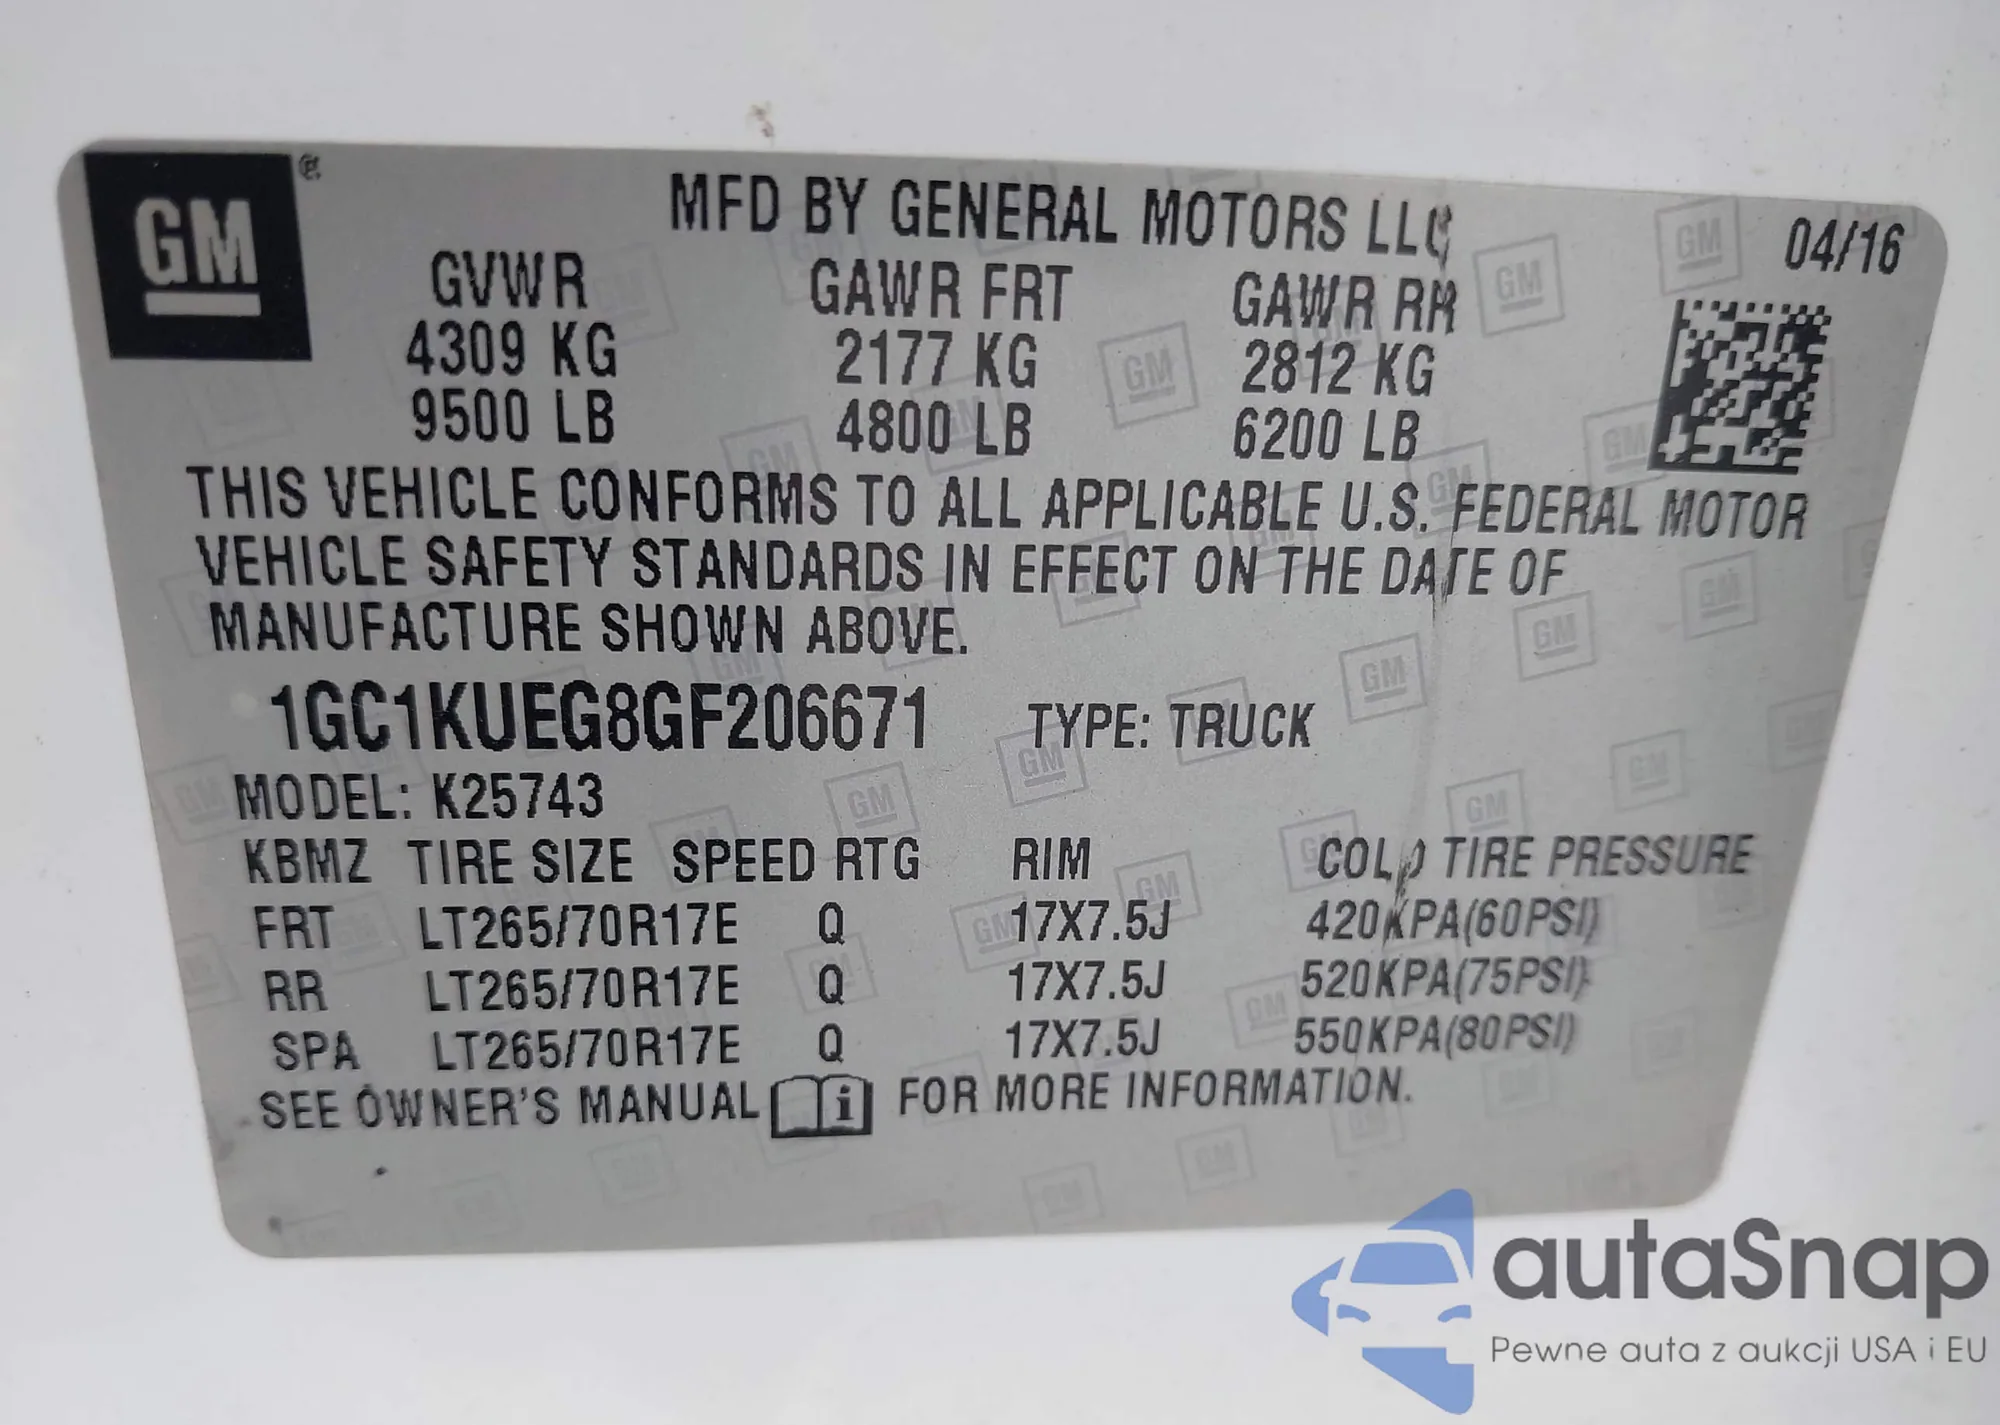 GM
MFD BY GENERAL MOTORS LLC
04/16
GVWR GAWR FRT GAWR RR
4309 KG 2177 KG 2812 KG
9500 LB 4800 LB 6200 LB
THIS VEHICLE CONFORMS TO ALL APPLICABLE U.S. FEDERAL MOTOR
VEHICLE SAFETY STANDARDS IN EFFECT ON THE DATE OF
MANUFACTURE SHOWN ABOVE.
1GC1KUEG8GF206671 TYPE: TRUCK
MODEL: K25743
KBMZ TIRE SIZE SPEED RTG RIM COLD TIRE PRESSURE
FRT LT265/70R17E Q 17X7.5J 420KPA(60PSI)
RR LT265/70R17E Q 17X7.5J 520KPA(75PSI)
SPA LT265/70R17E Q 17X7.5J 550KPA(80PSI)
SEE OWNER'S MANUAL i FOR MORE INFORMATION.
autaSnap
Pewne auta z aukcji USA i EU